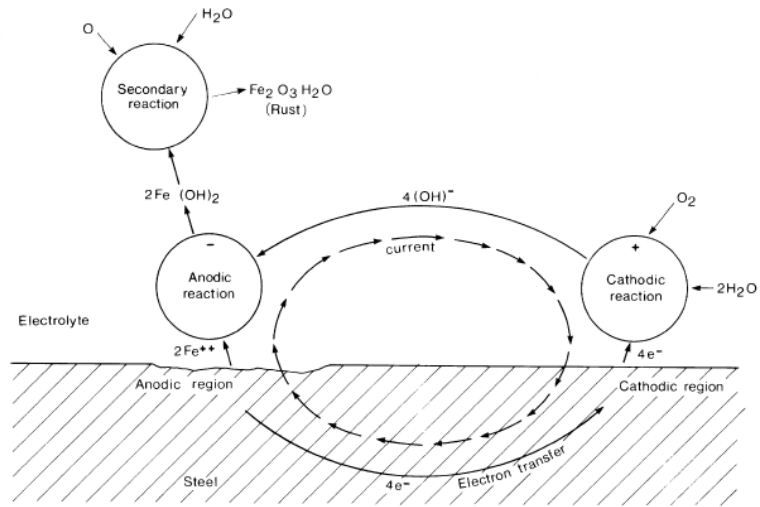 O
H₂O
Secondary
reaction
Fe₂ O₃ H₂O
(Rust)
2Fe (OH)₂
4(OH)⁻
O₂
−
+
current
Anodic
reaction
Cathodic
reaction
2H₂O
Electrolyte
2Fe⁺⁺
4e⁻
Anodic region
Cathodic region
Electron transfer
4e⁻
Steel